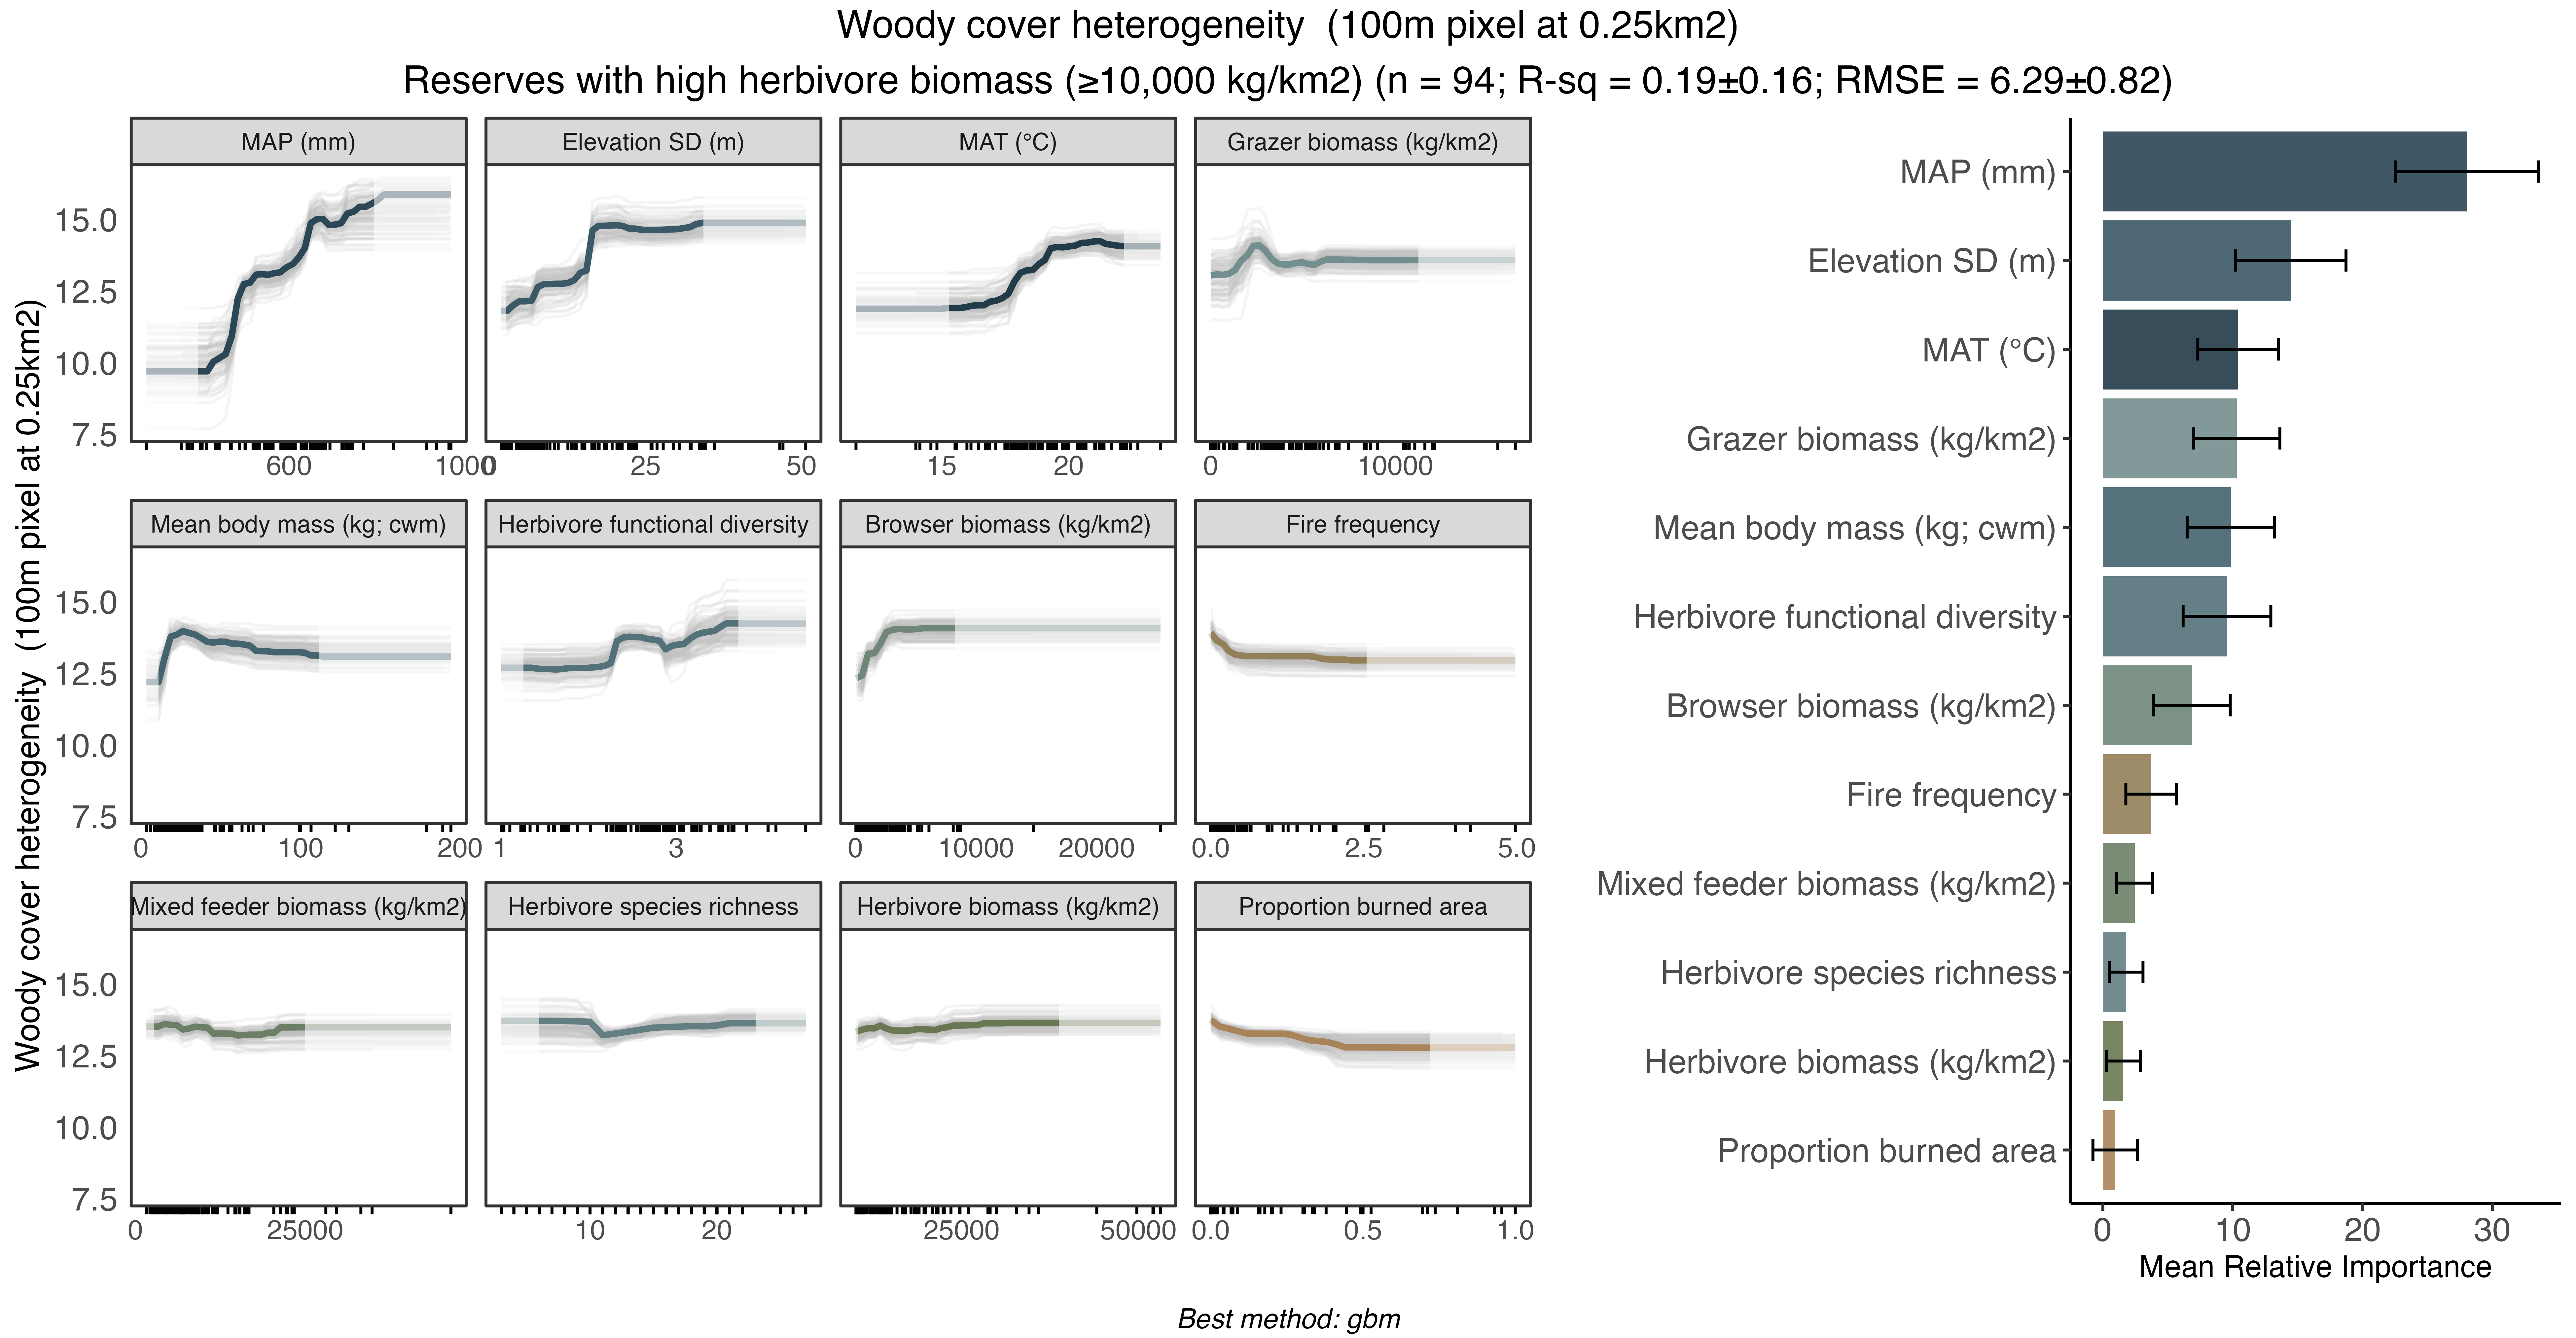 Woody cover heterogeneity (100m pixel at 0.25km2)
Reserves with high herbivore biomass (≥10,000 kg/km2) (n = 94; R-sq = 0.19±0.16; RMSE = 6.29±0.82)
Woody cover heterogeneity (100m pixel at 0.25km2)
MAP (mm)
Elevation SD (m)
MAT (°C)
Grazer biomass (kg/km2)
15.0
12.5
10.0
7.5
600 1000
0 25 50
15 20
0 10000
Mean body mass (kg; cwm)
Herbivore functional diversity
Browser biomass (kg/km2)
Fire frequency
15.0
12.5
10.0
7.5
0 100 200
1 3
0 10000 20000
0.0 2.5 5.0
Mixed feeder biomass (kg/km2)
Herbivore species richness
Herbivore biomass (kg/km2)
Proportion burned area
15.0
12.5
10.0
7.5
0 25000
10 20
25000 50000
0.0 0.5 1.0
MAP (mm)
Elevation SD (m)
MAT (°C)
Grazer biomass (kg/km2)
Mean body mass (kg; cwm)
Herbivore functional diversity
Browser biomass (kg/km2)
Fire frequency
Mixed feeder biomass (kg/km2)
Herbivore species richness
Herbivore biomass (kg/km2)
Proportion burned area
0 10 20 30
Mean Relative Importance
Best method: gbm